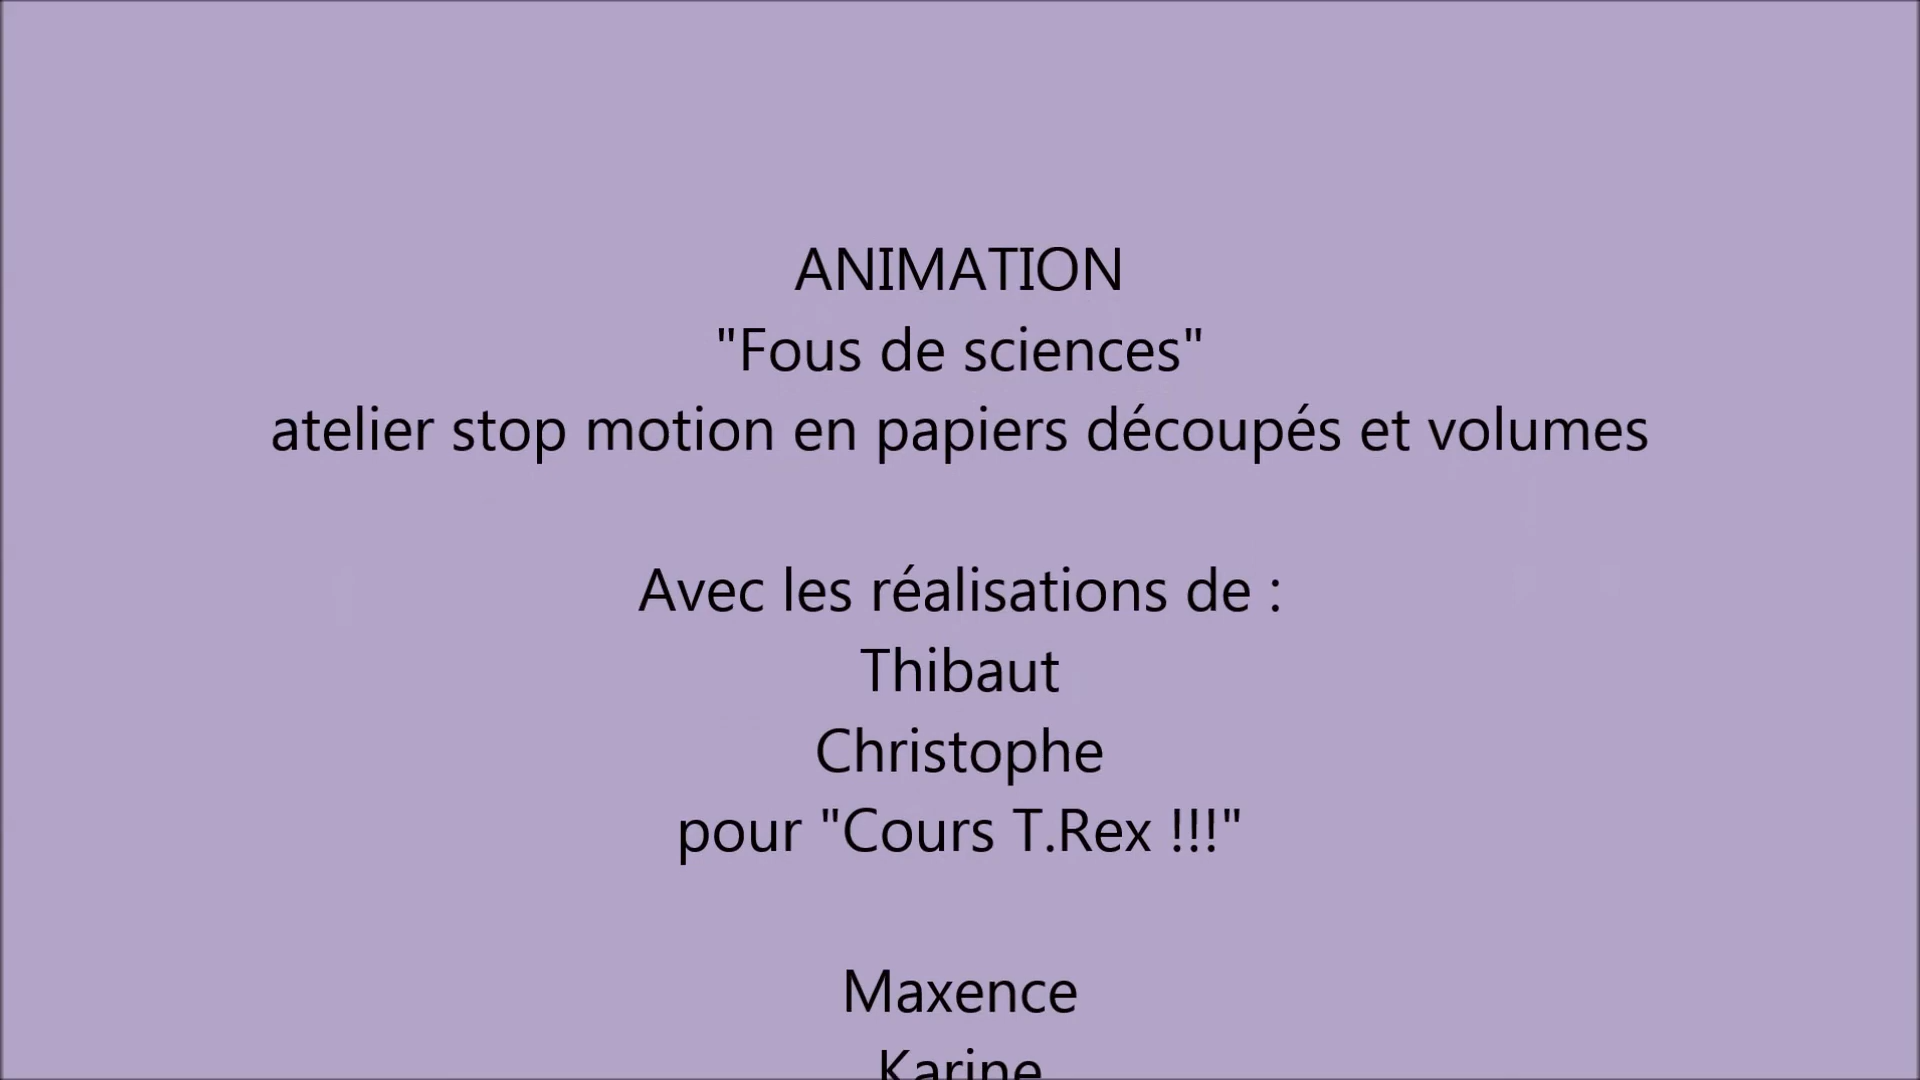 ANIMATION
"Fous de sciences"
atelier stop motion en papiers découpés et volumes
Avec les réalisations de :
Thibaut
Christophe
pour "Cours T.Rex !!!"
Maxence
Karine